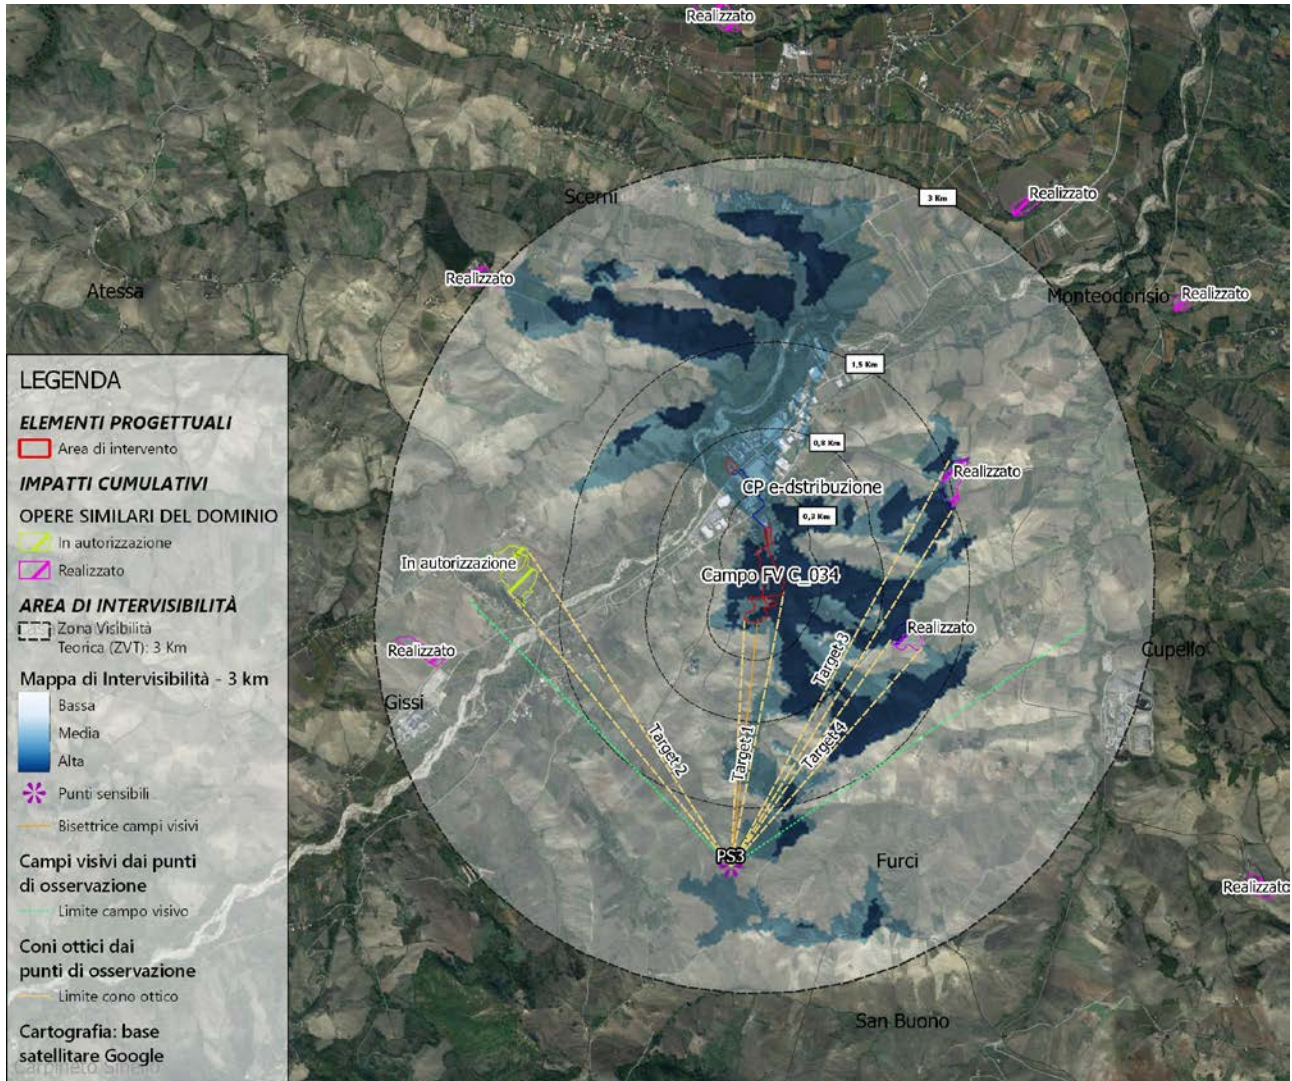 Realizzato
Scerni
3 Km
Realizzato
Realizzato
Atessa
Monteodorisio
Realizzato
1,5 Km
0,8 Km
Realizzato
CP e-dstribuzione
0,3 Km
In autorizzazione
Campo FV C_034
Realizzato
Realizzato
Target 3
Cupello
Gissi
Target 2
Target 1
Target 4
PS3
Furci
Realizzato
San Buono
LEGENDA
ELEMENTI PROGETTUALI
Area di intervento
IMPATTI CUMULATIVI
OPERE SIMILARI DEL DOMINIO
In autorizzazione
Realizzato
AREA DI INTERVISIBILITÀ
Zona Visibilità
Teorica (ZVT): 3 Km
Mappa di Intervisibilità - 3 km
Bassa
Media
Alta
Punti sensibili
Bisettrice campi visivi
Campi visivi dai punti
di osservazione
Limite campo visivo
Coni ottici dai
punti di osservazione
Limite cono ottico
Cartografia: base
satellitare Google
Carpineto Sinello